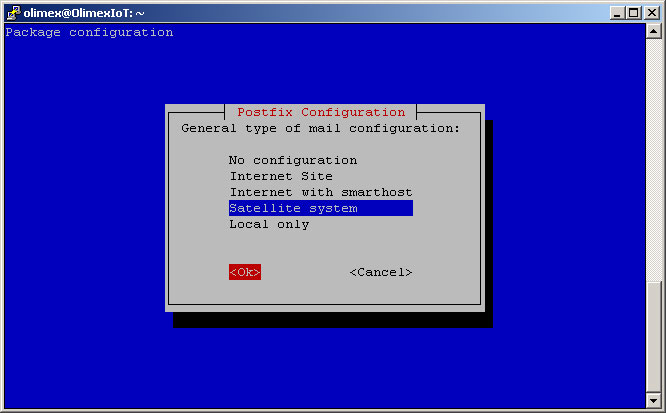 olimex@OlimexIoT: ~
Package configuration
Postfix Configuration
General type of mail configuration:
No configuration
Internet Site
Internet with smarthost
Satellite system
Local only
<Ok> <Cancel>